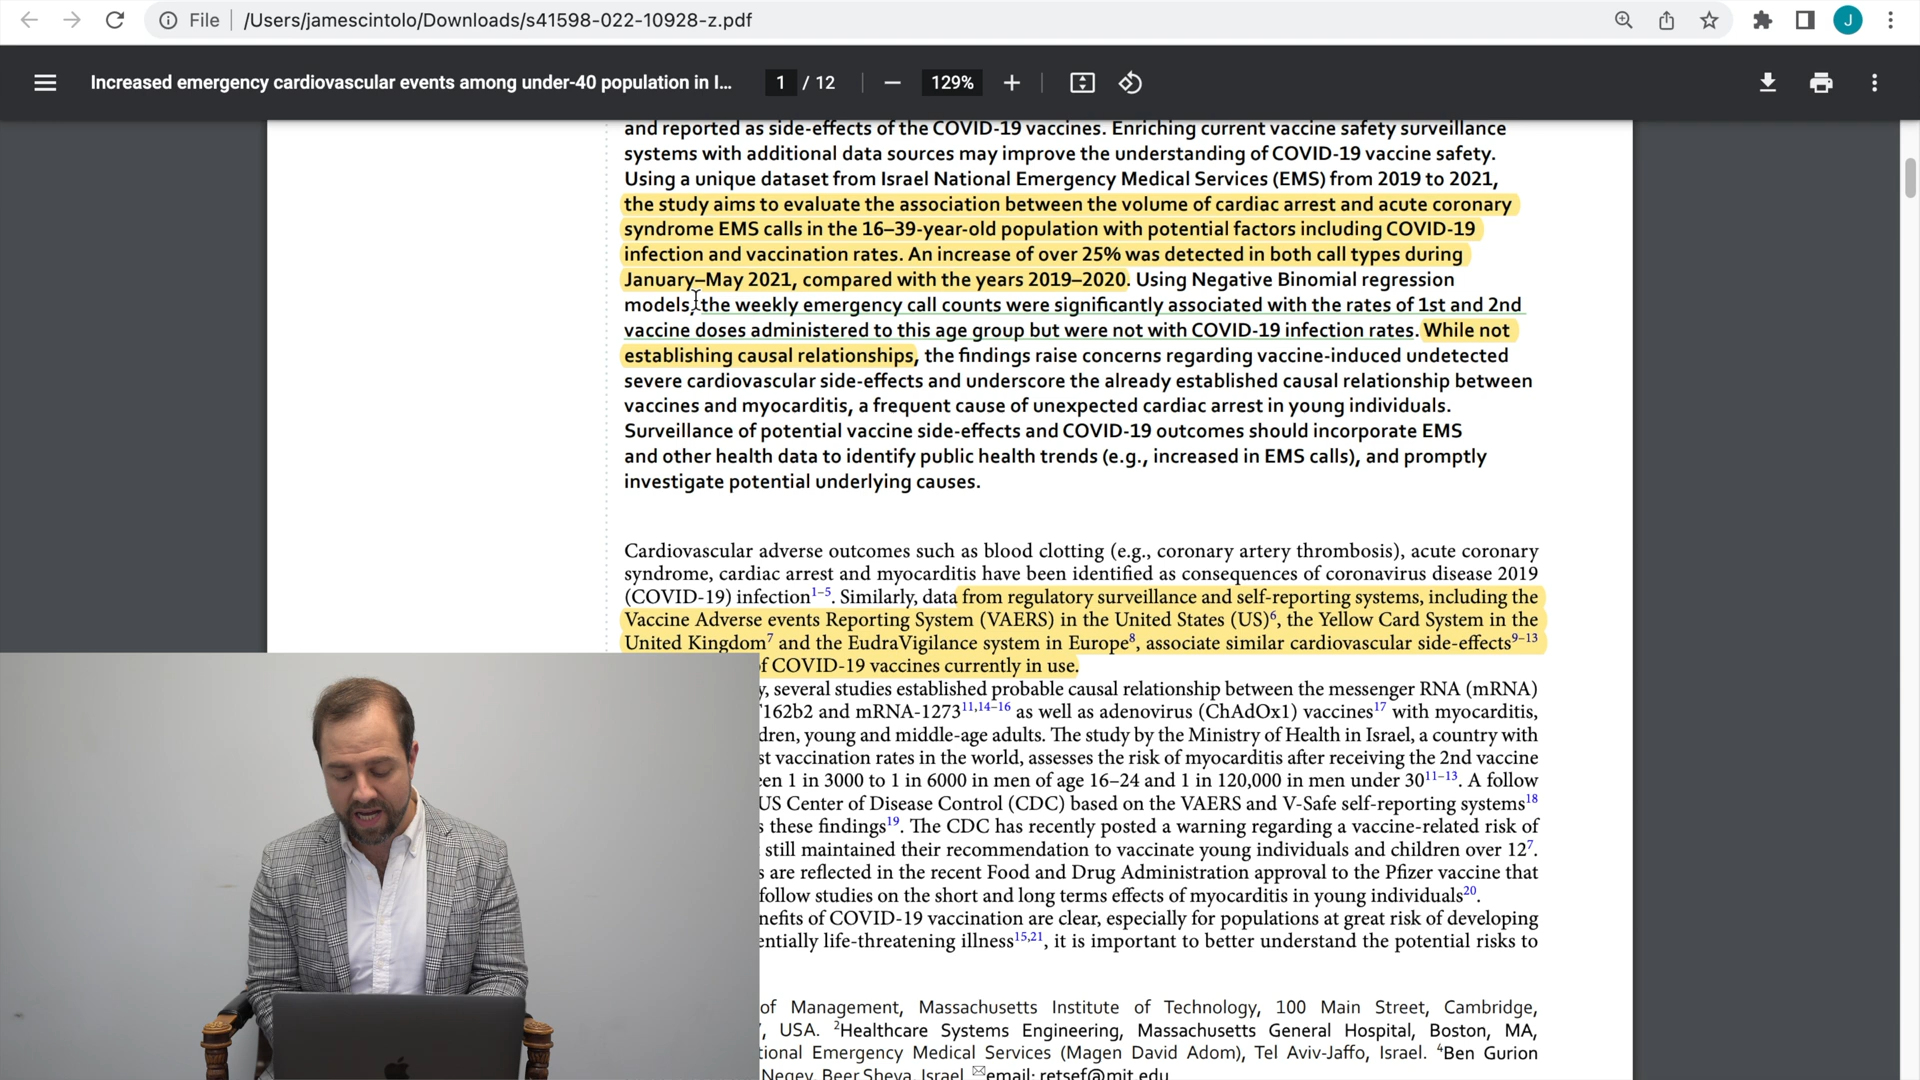 File /Users/jamescintolo/Downloads/s41598-022-10928-z.pdf
J
Increased emergency cardiovascular events among under-40 population in I... 1 / 12 129%
and reported as side-effects of the COVID-19 vaccines. Enriching current vaccine safety surveillance
systems with additional data sources may improve the understanding of COVID-19 vaccine safety.
Using a unique dataset from Israel National Emergency Medical Services (EMS) from 2019 to 2021,
the study aims to evaluate the association between the volume of cardiac arrest and acute coronary
syndrome EMS calls in the 16–39-year-old population with potential factors including COVID-19
infection and vaccination rates. An increase of over 25% was detected in both call types during
January–May 2021, compared with the years 2019–2020. Using Negative Binomial regression
models, the weekly emergency call counts were significantly associated with the rates of 1st and 2nd
vaccine doses administered to this age group but were not with COVID-19 infection rates. While not
establishing causal relationships, the findings raise concerns regarding vaccine-induced undetected
severe cardiovascular side-effects and underscore the already established causal relationship between
vaccines and myocarditis, a frequent cause of unexpected cardiac arrest in young individuals.
Surveillance of potential vaccine side-effects and COVID-19 outcomes should incorporate EMS
and other health data to identify public health trends (e.g., increased in EMS calls), and promptly
investigate potential underlying causes.
Cardiovascular adverse outcomes such as blood clotting (e.g., coronary artery thrombosis), acute coronary
syndrome, cardiac arrest and myocarditis have been identified as consequences of coronavirus disease 2019
(COVID-19) infection1–5. Similarly, data from regulatory surveillance and self-reporting systems, including the
Vaccine Adverse events Reporting System (VAERS) in the United States (US)6, the Yellow Card System in the
United Kingdom7 and the EudraVigilance system in Europe8, associate similar cardiovascular side-effects9–13
f COVID-19 vaccines currently in use.
y, several studies established probable causal relationship between the messenger RNA (mRNA)
T162b2 and mRNA-127311,14–16 as well as adenovirus (ChAdOx1) vaccines17 with myocarditis,
dren, young and middle-age adults. The study by the Ministry of Health in Israel, a country with
st vaccination rates in the world, assesses the risk of myocarditis after receiving the 2nd vaccine
een 1 in 3000 to 1 in 6000 in men of age 16–24 and 1 in 120,000 in men under 3011–13. A follow
US Center of Disease Control (CDC) based on the VAERS and V-Safe self-reporting systems18
s these findings19. The CDC has recently posted a warning regarding a vaccine-related risk of
still maintained their recommendation to vaccinate young individuals and children over 127.
s are reflected in the recent Food and Drug Administration approval to the Pfizer vaccine that
follow studies on the short and long terms effects of myocarditis in young individuals20.
nefits of COVID-19 vaccination are clear, especially for populations at great risk of developing
entially life-threatening illness15,21, it is important to better understand the potential risks to
of Management, Massachusetts Institute of Technology, 100 Main Street, Cambridge,
, USA. 2Healthcare Systems Engineering, Massachusetts General Hospital, Boston, MA,
tional Emergency Medical Services (Magen David Adom), Tel Aviv-Jaffo, Israel. 4Ben Gurion
Negev, Beer Sheva, Israel. email: retsef@mit.edu